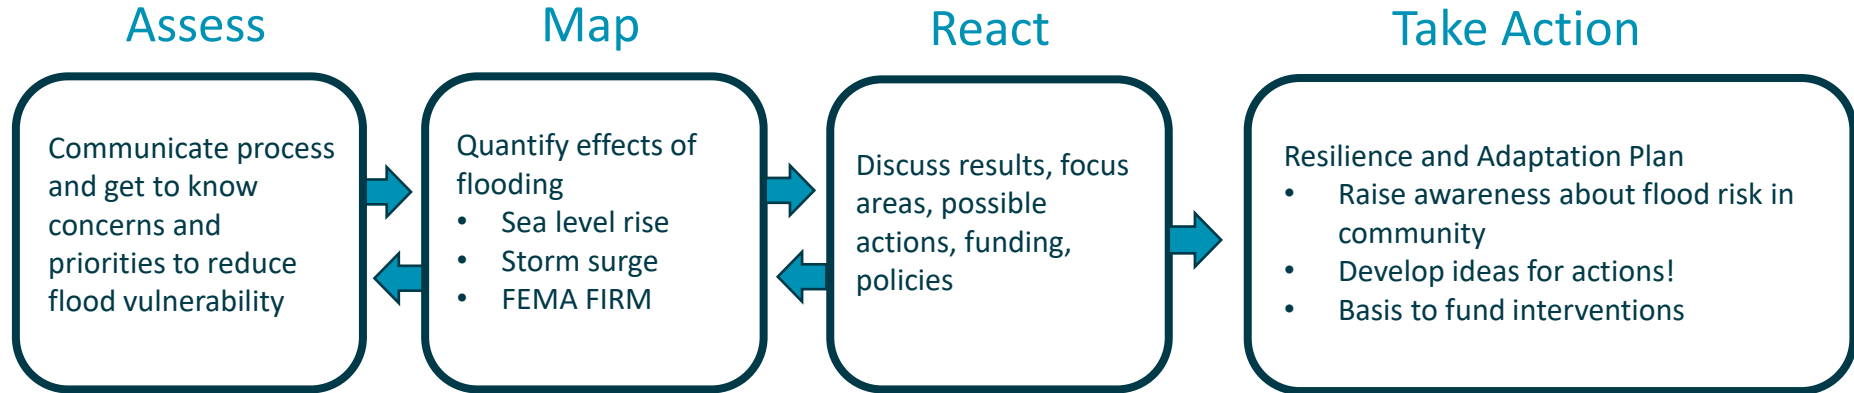 Assess
Communicate process
and get to know
concerns and
priorities to reduce
flood vulnerability
Map
Quantify effects of
flooding
• Sea level rise
• Storm surge
• FEMA FIRM
React
Discuss results, focus
areas, possible
actions, funding,
policies
Take Action
Resilience and Adaptation Plan
• Raise awareness about flood risk in
community
• Develop ideas for actions!
• Basis to fund interventions